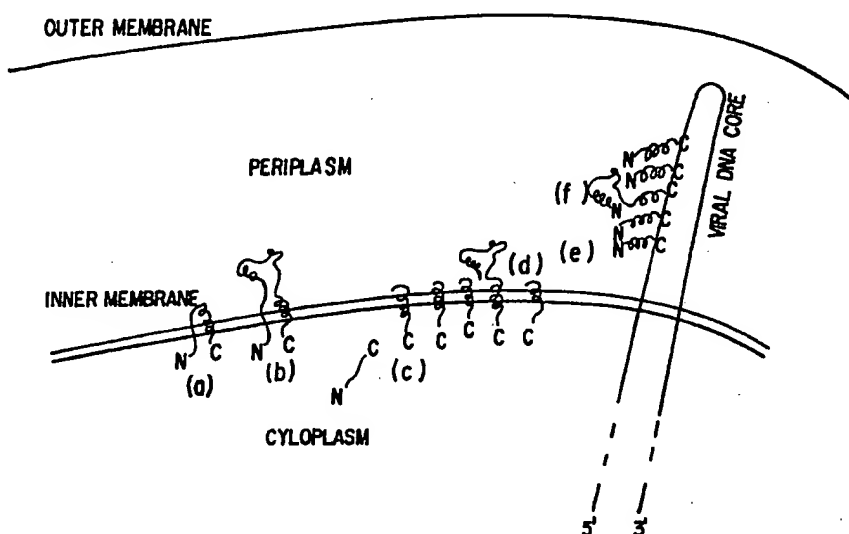 OUTER MEMBRANE
VIRAL DNA CORE
PERIPLASM
N C
N C
(f) N C
N C
(e) N C
(d)
INNER MEMBRANE
N C (a)
N C (b)
C (c) C C C C
N C
CYLOPLASM
5' 3'